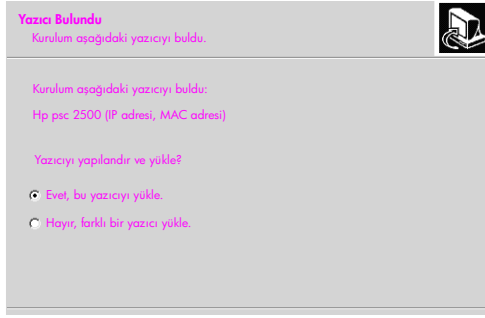 Yazıcı Bulundu
Kurulum aşağıdaki yazıcıyı buldu.
Kurulum aşağıdaki yazıcıyı buldu:
Hp psc 2500 (IP adresi, MAC adresi)
Yazıcıyı yapılandır ve yükle?
Evet, bu yazıcıyı yükle.
Hayır, farklı bir yazıcı yükle.